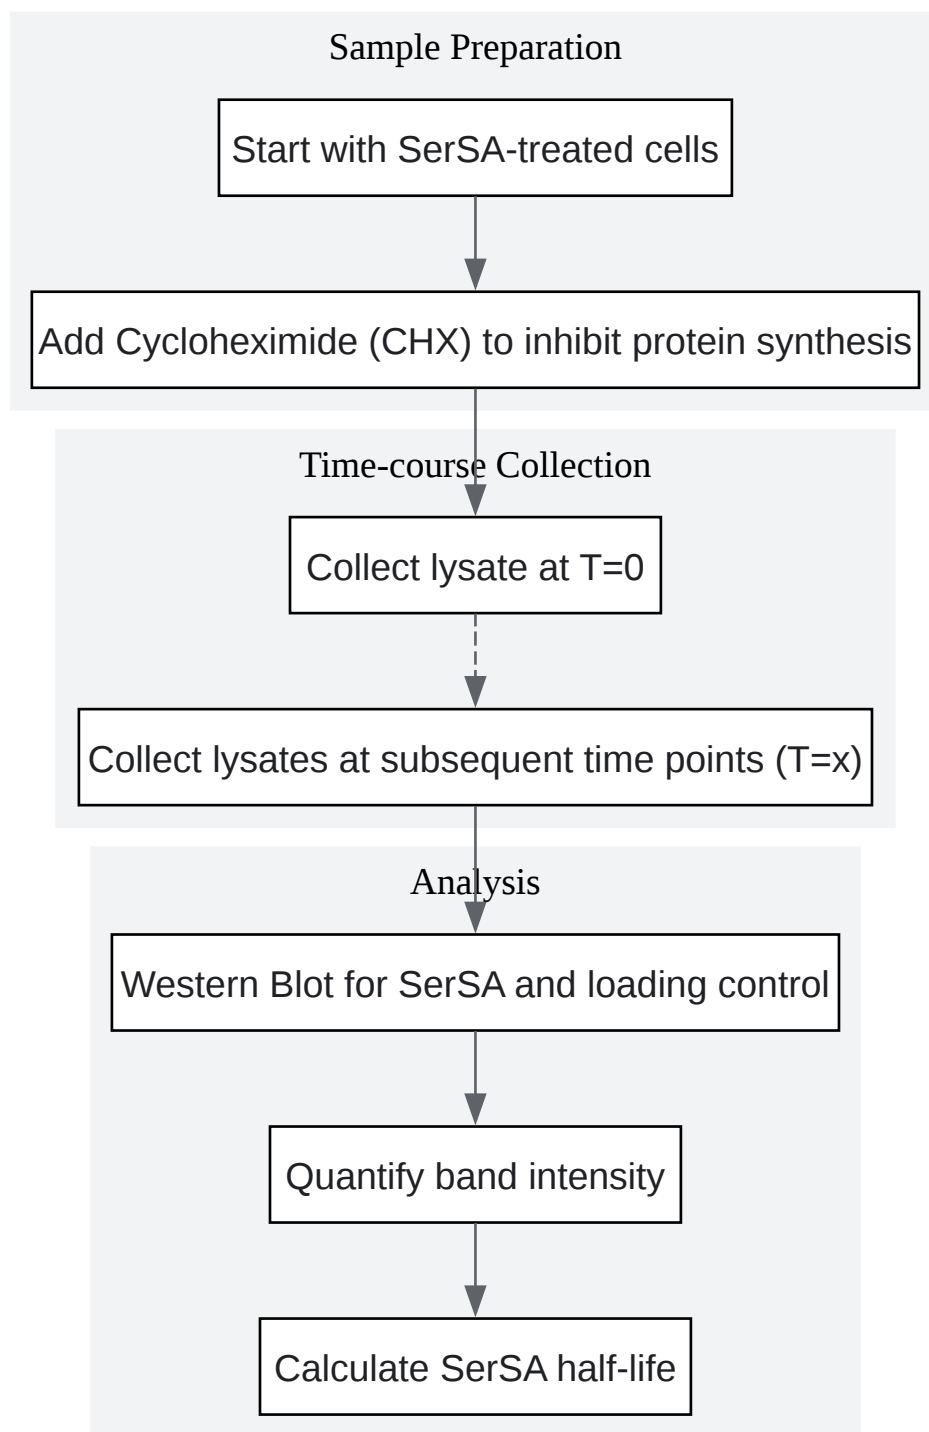 Sample Preparation
Start with SerSA-treated cells
Add Cycloheximide (CHX) to inhibit protein synthesis
Time-course Collection
Collect lysate at T=0
Collect lysates at subsequent time points (T=x)
Analysis
Western Blot for SerSA and loading control
Quantify band intensity
Calculate SerSA half-life